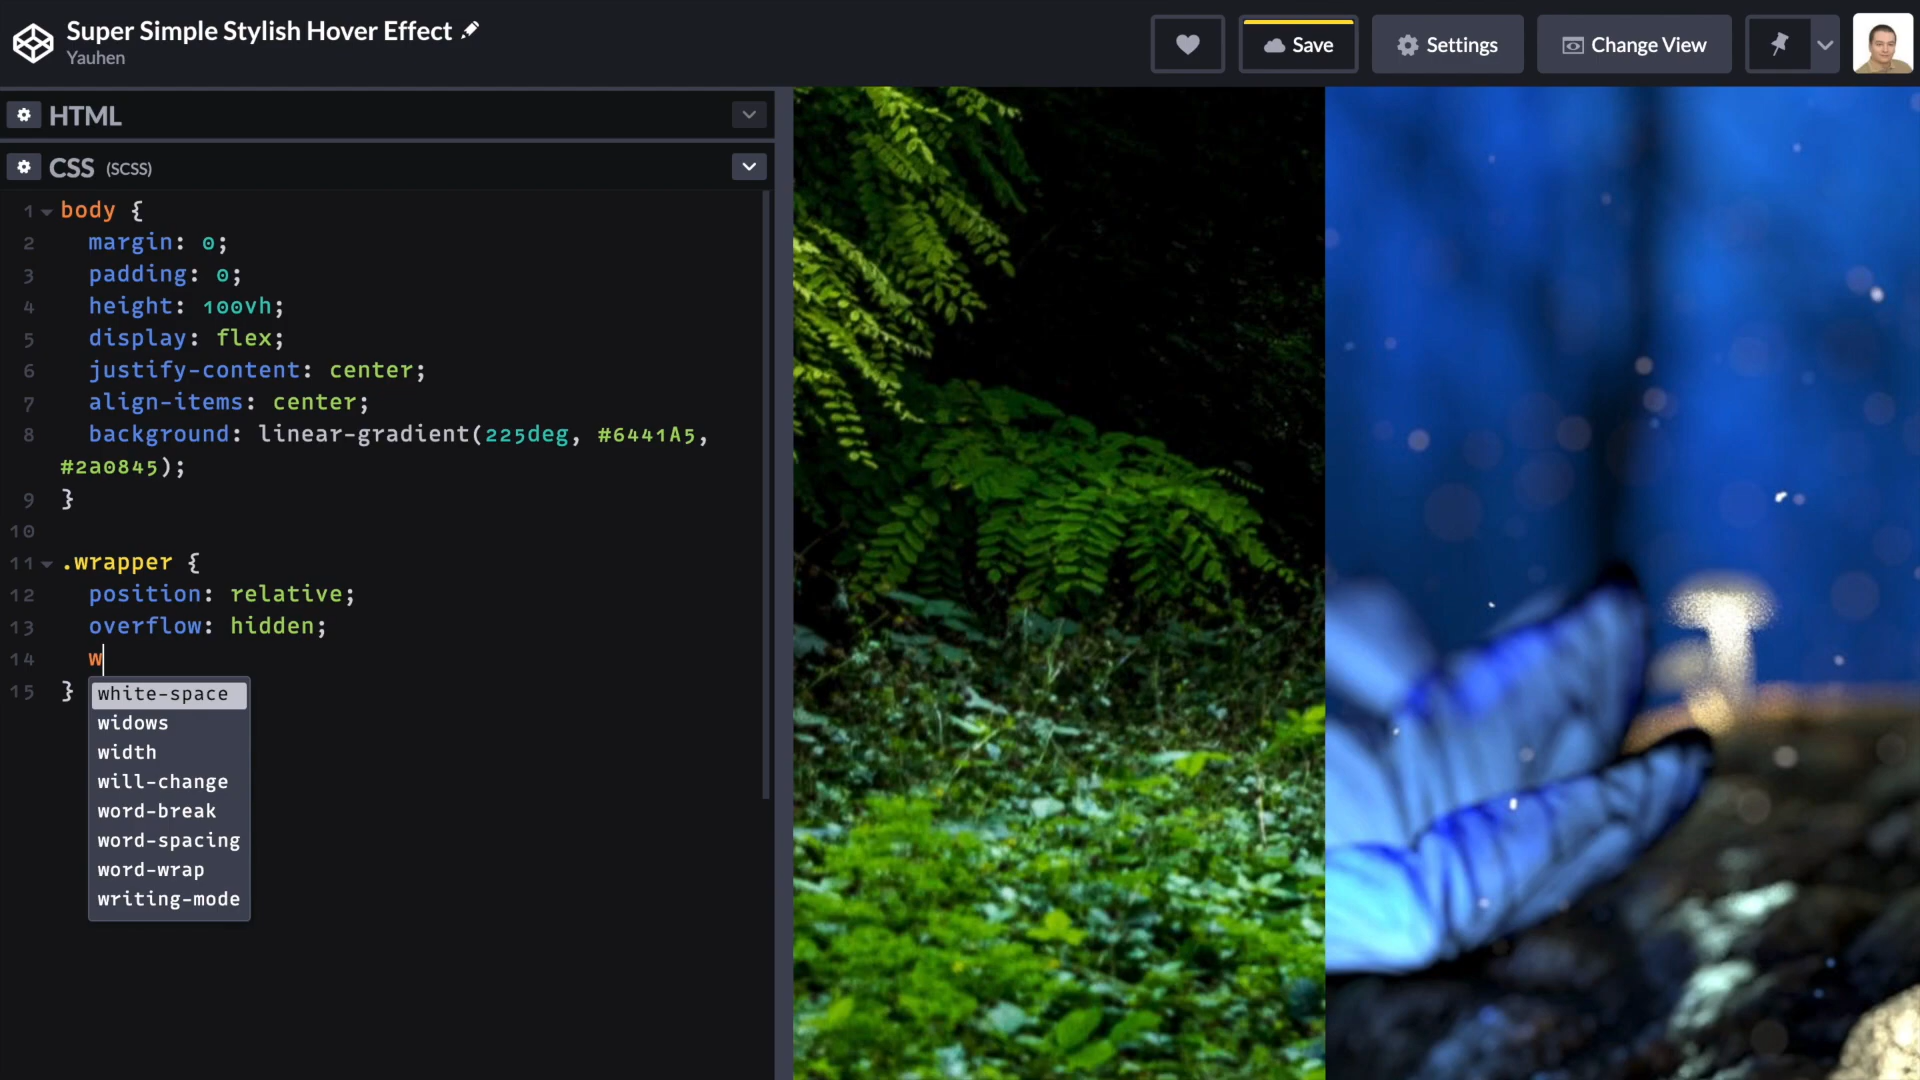 Super Simple Stylish Hover Effect
Yauhen
Save
Settings
Change View
HTML
CSS (SCSS)
1 body {
2 margin: 0;
3 padding: 0;
4 height: 100vh;
5 display: flex;
6 justify-content: center;
7 align-items: center;
8 background: linear-gradient(225deg, #6441A5,
#2a0845);
9 }
10
11 .wrapper {
12 position: relative;
13 overflow: hidden;
14 w
15 }
white-space
widows
width
will-change
word-break
word-spacing
word-wrap
writing-mode